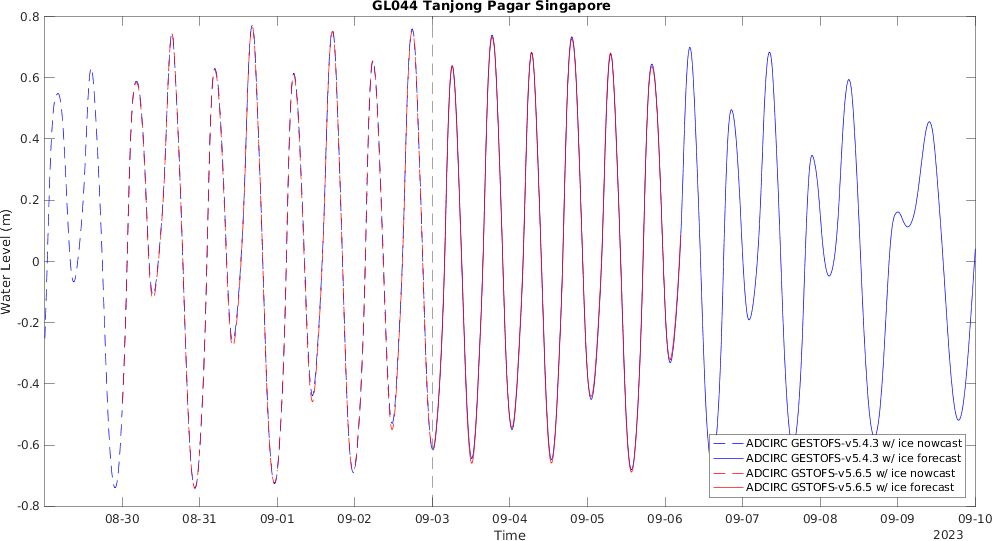 GL044 Tanjong Pagar Singapore
Water Level (m)
0.8
0.6
0.4
0.2
0
-0.2
-0.4
-0.6
-0.8
08-30 08-31 09-01 09-02 09-03 09-04 09-05 09-06 09-07 09-08 09-09 09-10
Time
2023
ADCIRC GESTOFS-v5.4.3 w/ ice nowcast
ADCIRC GESTOFS-v5.4.3 w/ ice forecast
ADCIRC GSTOFS-v5.6.5 w/ ice nowcast
ADCIRC GSTOFS-v5.6.5 w/ ice forecast